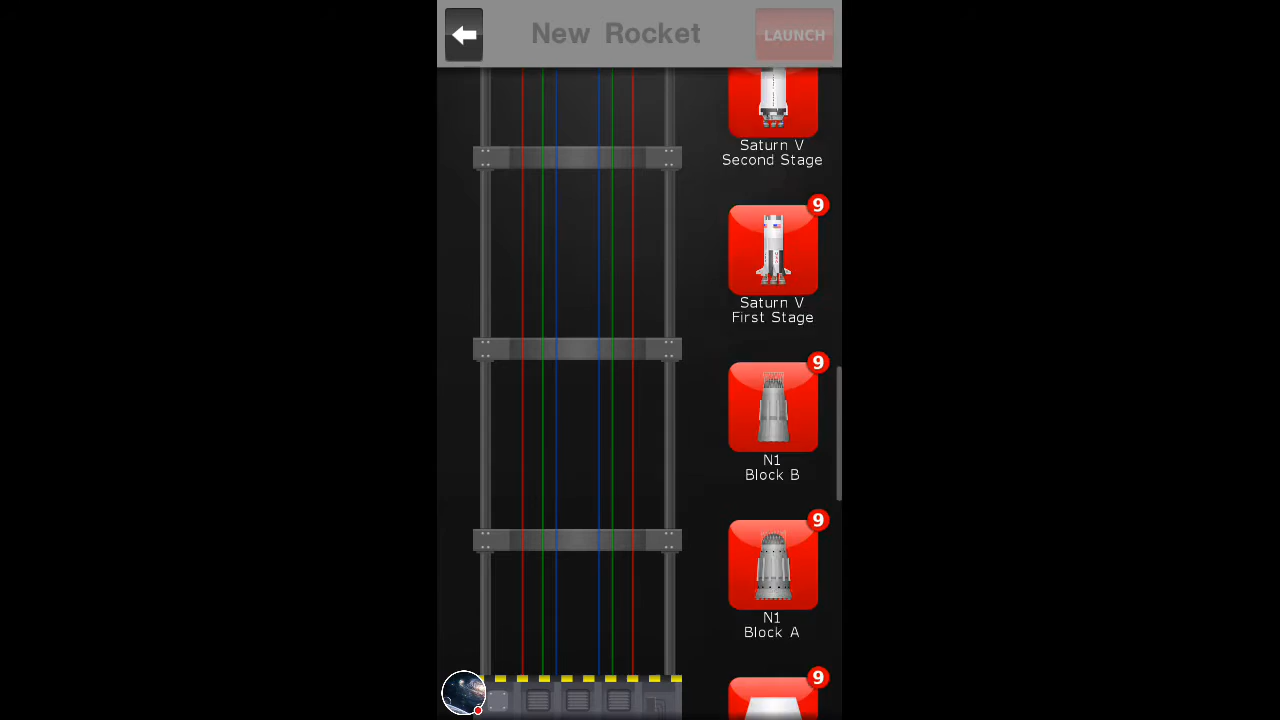 New Rocket
LAUNCH
Saturn V
Second Stage
9
Saturn V
First Stage
9
N1
Block B
9
N1
Block A
9